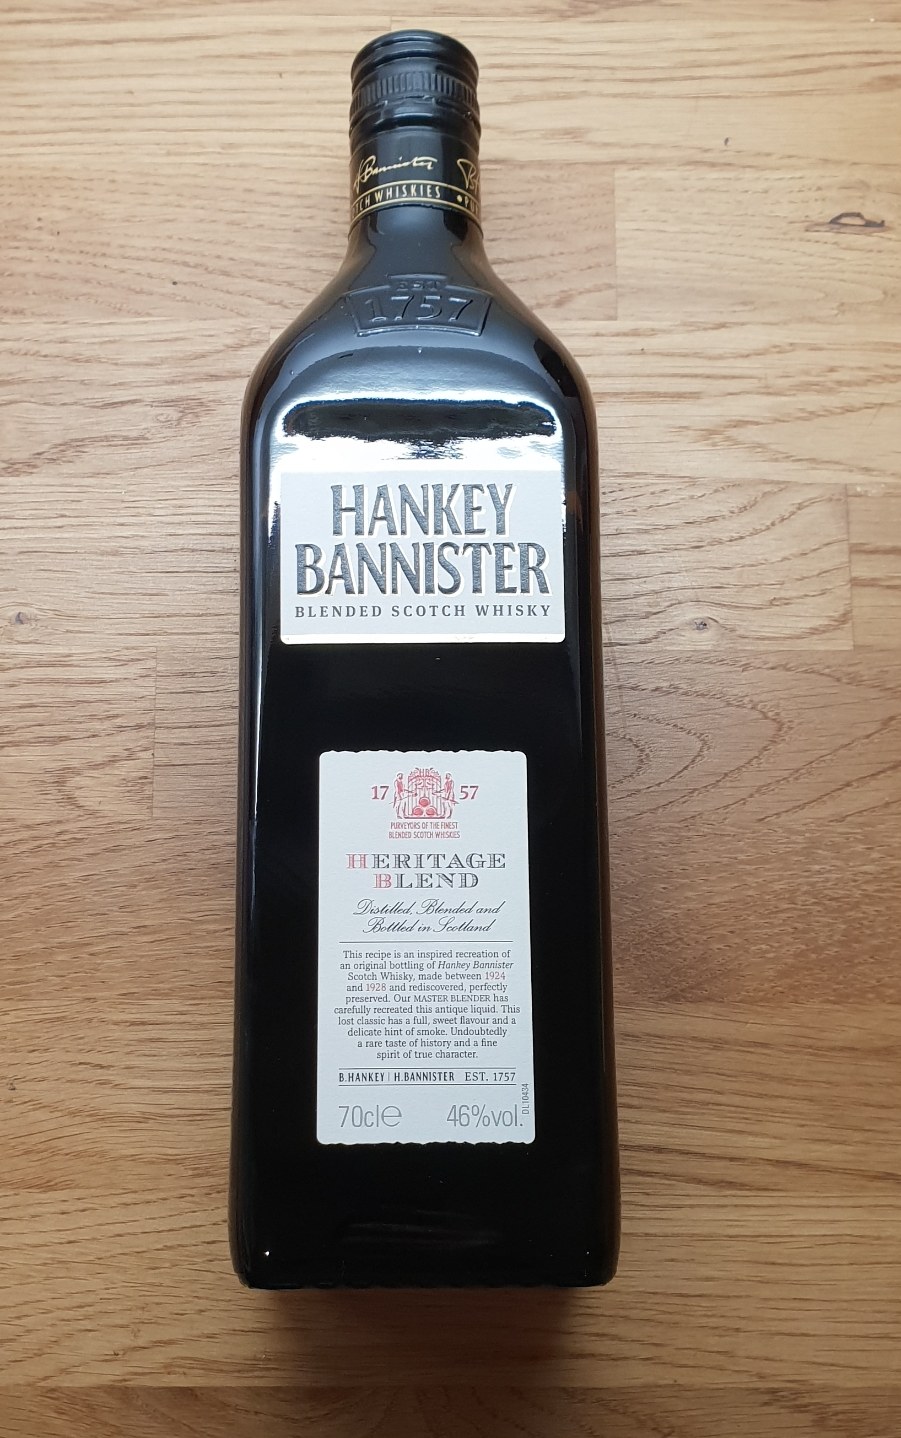 Bannister
CH WHISKIES
EST
1757
HANKEY
BANNISTER
BLENDED SCOTCH WHISKY
17 57
PURVEYORS OF THE FINEST
BLENDED SCOTCH WHISKIES
HERITAGE
BLEND
Distilled, Blended and
Bottled in Scotland
This recipe is an inspired recreation of
an original bottling of Hankey Bannister
Scotch Whisky, made between 1924
and 1928 and rediscovered, perfectly
preserved. Our MASTER BLENDER has
carefully recreated this antique liquid. This
lost classic has a full, sweet flavour and a
delicate hint of smoke. Undoubtedly
a rare taste of history and a fine
spirit of true character.
B.HANKEY | H.BANNISTER EST. 1757
70cl℮ 46%vol.
DL10434